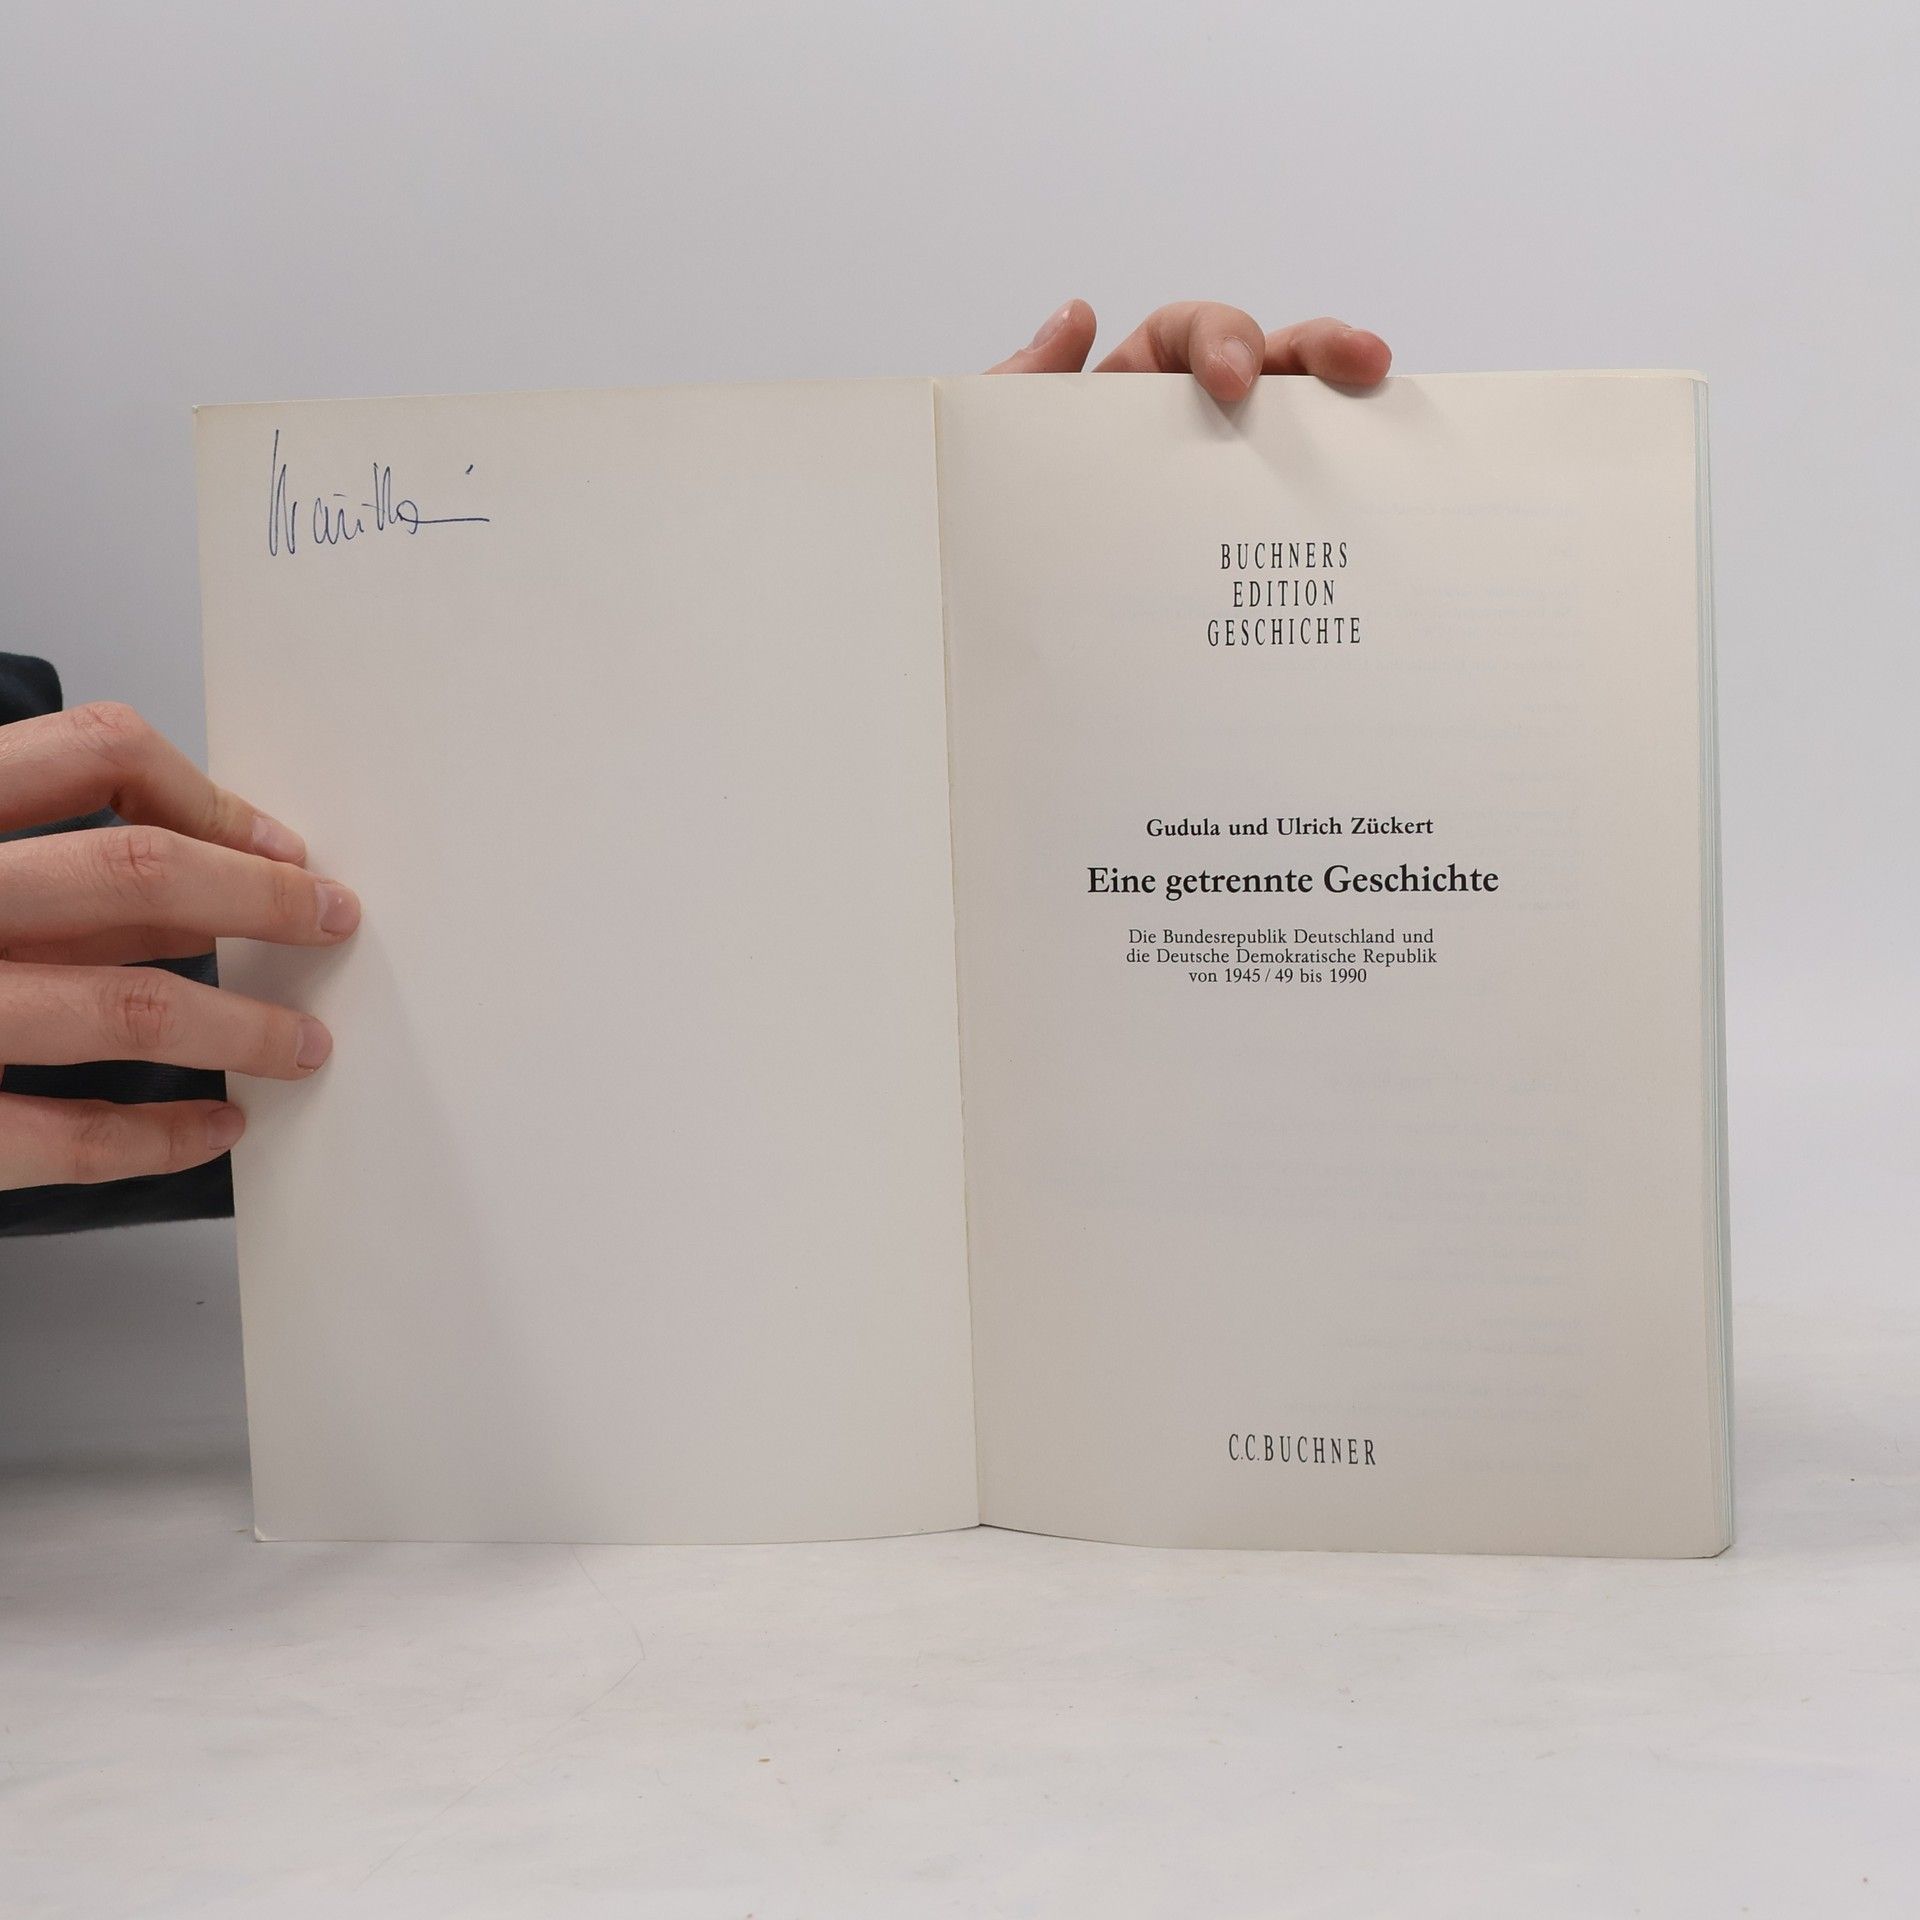 BUCHNERS
EDITION
GESCHICHTE
Gudula und Ulrich Zückert
Eine getrennte Geschichte
Die Bundesrepublik Deutschland und
die Deutsche Demokratische Republik
von 1945 / 49 bis 1990
C.C.BUCHNER